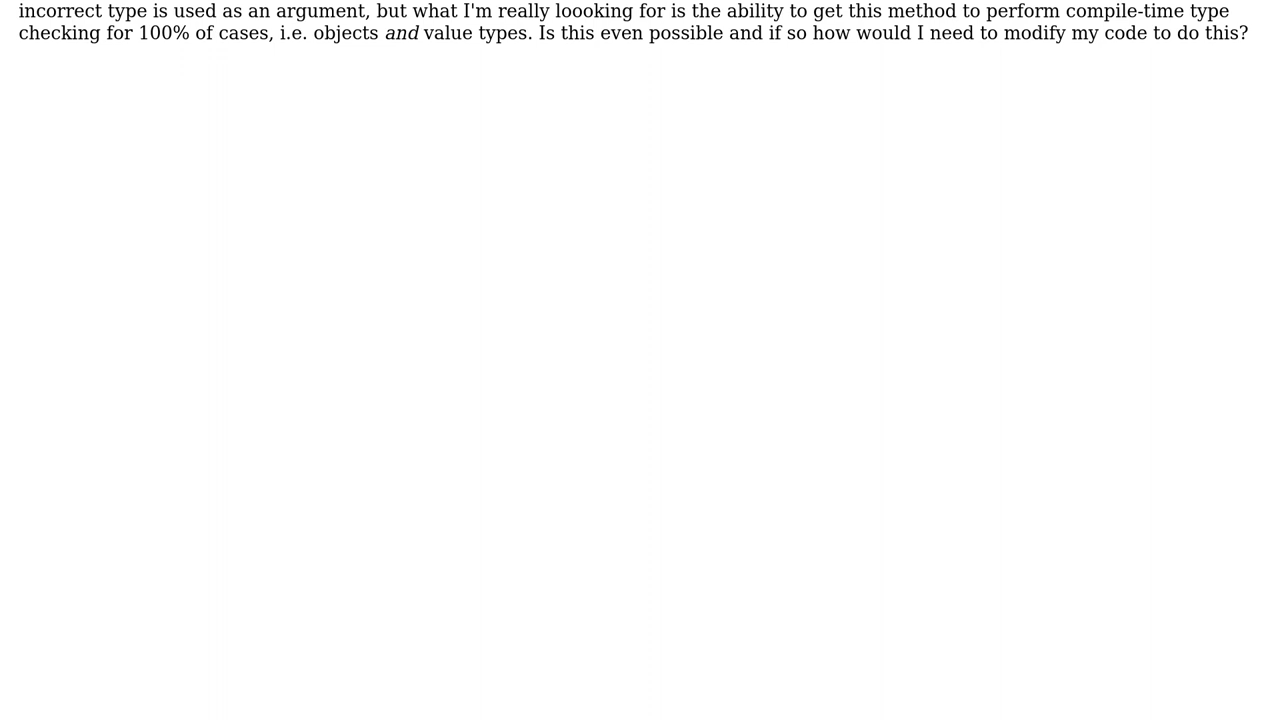 incorrect type is used as an argument, but what I'm really loooking for is the ability to get this method to perform compile-time type
checking for 100% of cases, i.e. objects and value types. Is this even possible and if so how would I need to modify my code to do this?